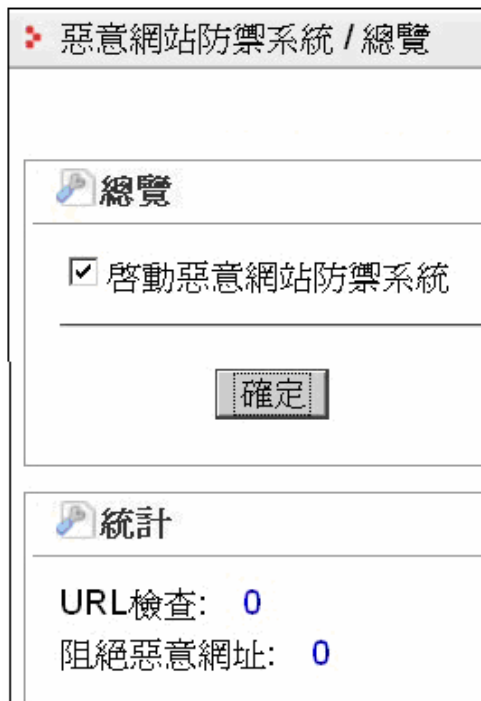 惡意網站防禦系統 / 總覽
總覽
啓動惡意網站防禦系統
確定
統計
URL檢查: 0
阻絕惡意網址: 0